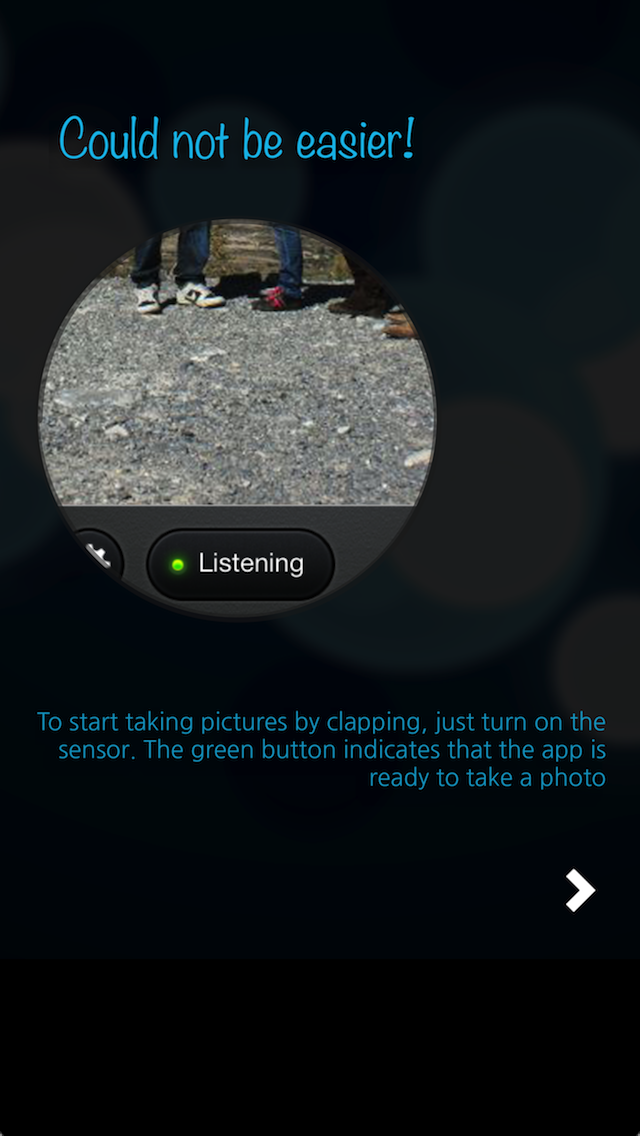 Could not be easier!
Listening
To start taking pictures by clapping, just turn on the
sensor. The green button indicates that the app is
ready to take a photo